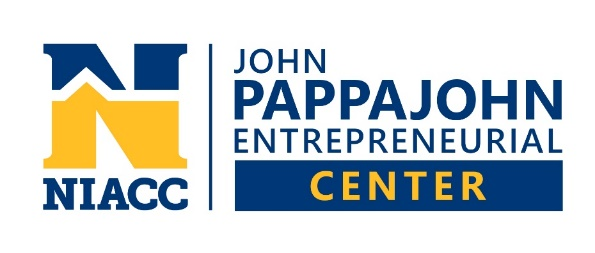 N
NIACC
JOHN
PAPPAJOHN
ENTREPRENEURIAL
CENTER